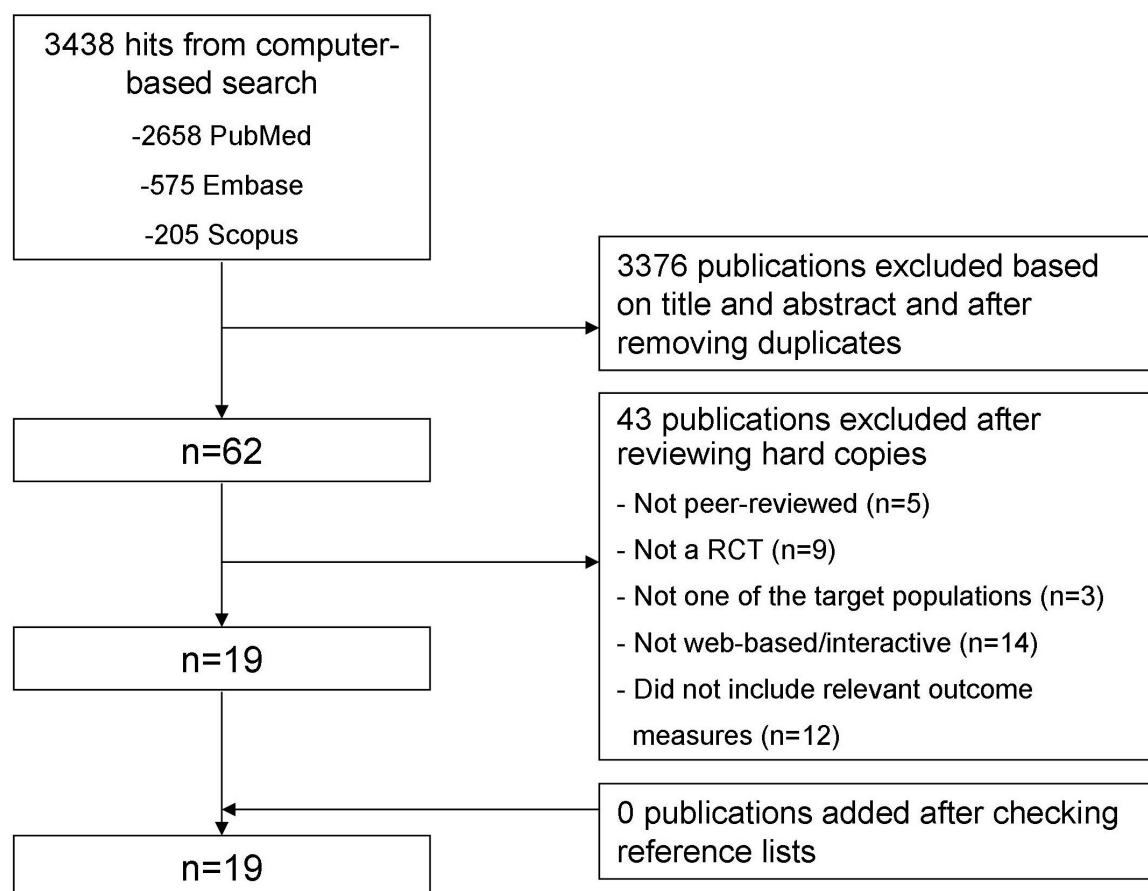 3438 hits from computer-
based search
-2658 PubMed
-575 Embase
-205 Scopus
3376 publications excluded based
on title and abstract and after
removing duplicates
n=62
43 publications excluded after
reviewing hard copies
- Not peer-reviewed (n=5)
- Not a RCT (n=9)
- Not one of the target populations (n=3)
- Not web-based/interactive (n=14)
- Did not include relevant outcome
measures (n=12)
n=19
0 publications added after checking
reference lists
n=19